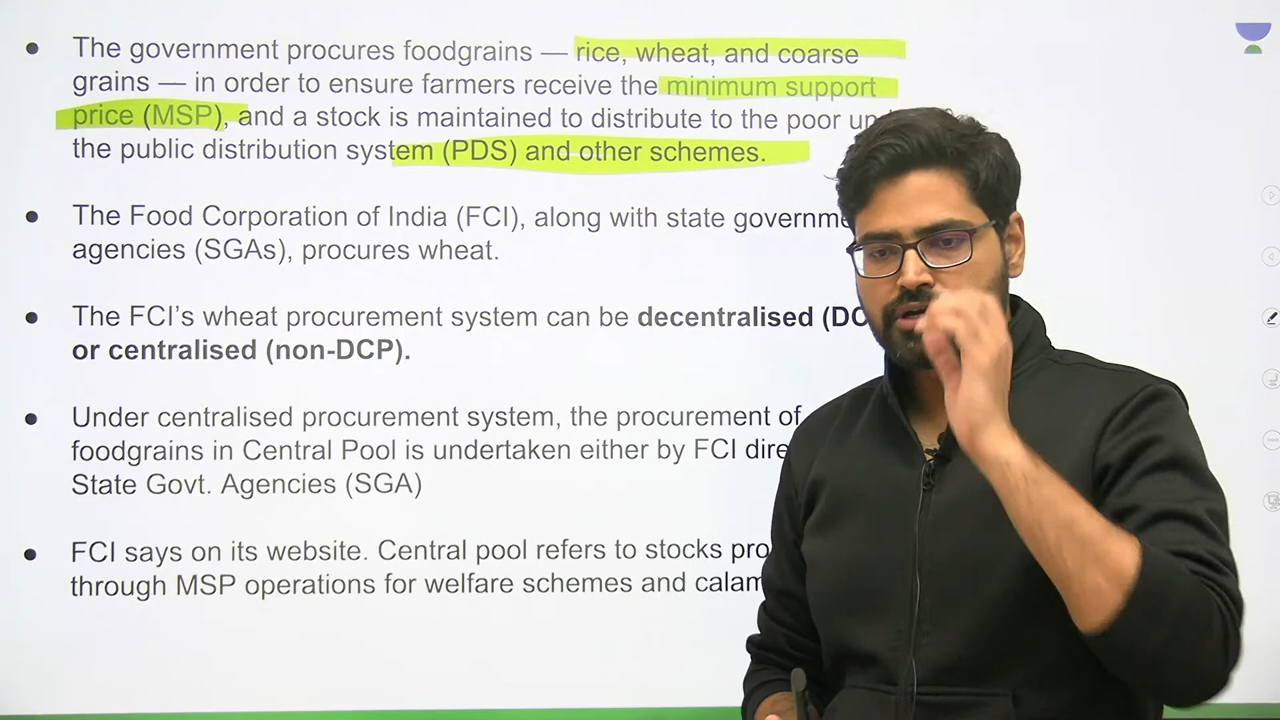 The government procures foodgrains — rice, wheat, and coarse
grains — in order to ensure farmers receive the minimum support
price (MSP), and a stock is maintained to distribute to the poor
the public distribution system (PDS) and other schemes.
The Food Corporation of India (FCI), along with state
agencies (SGAs), procures wheat.
The FCI's wheat procurement system can be decentralised
or centralised (non-DCP).
Under centralised procurement system, the procurement of
foodgrains in Central Pool is undertaken either by FCI
State Govt. Agencies (SGA)
FCI says on its website. Central pool refers to stocks
through MSP operations for welfare schemes and